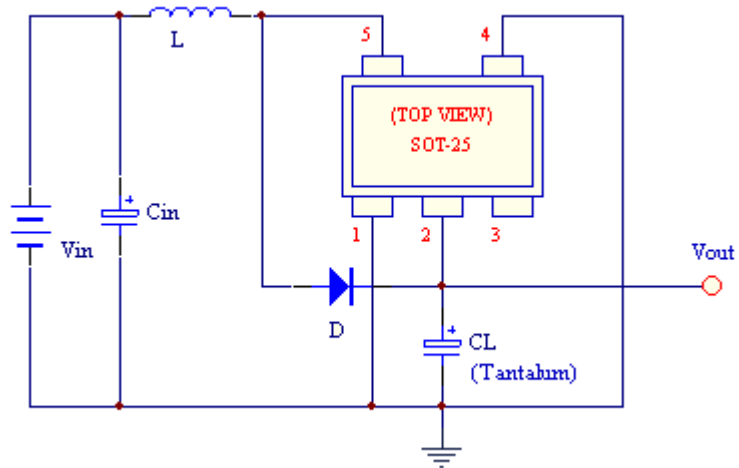 L
5
4
(TOP VIEW)
SOT-25
+
Cin
Vin
1
2
3
Vout
D
+
CL
(Tantalum)